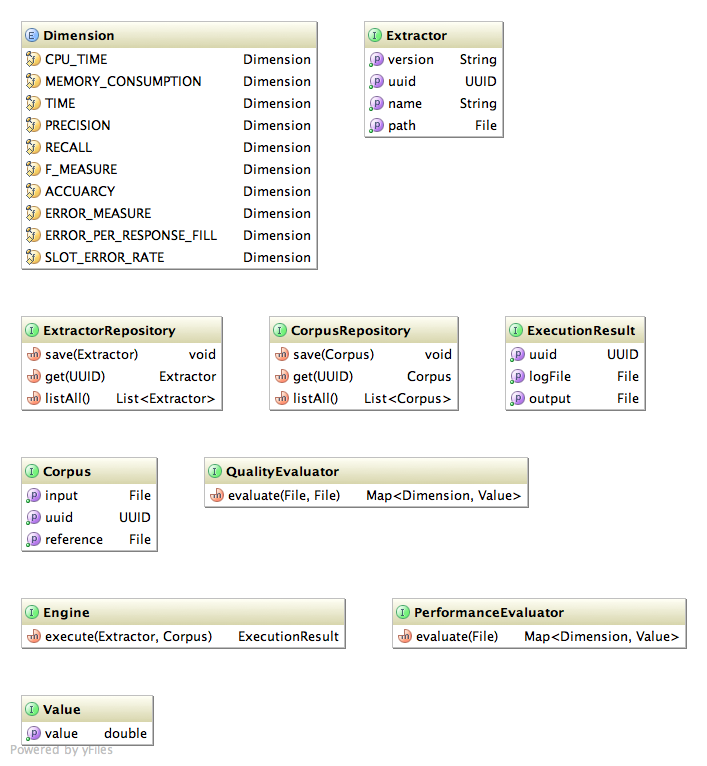 E Dimension
f CPU_TIME Dimension
f MEMORY_CONSUMPTION Dimension
f TIME Dimension
f PRECISION Dimension
f RECALL Dimension
f F_MEASURE Dimension
f ACCUARCY Dimension
f ERROR_MEASURE Dimension
f ERROR_PER_RESPONSE_FILL Dimension
f SLOT_ERROR_RATE Dimension
I Extractor
p version String
p uuid UUID
p name String
p path File
I ExtractorRepository
m save(Extractor) void
m get(UUID) Extractor
m listAll() List<Extractor>
I CorpusRepository
m save(Corpus) void
m get(UUID) Corpus
m listAll() List<Corpus>
I ExecutionResult
p uuid UUID
p logFile File
p output File
I Corpus
p input File
p uuid UUID
p reference File
I QualityEvaluator
m evaluate(File, File) Map<Dimension, Value>
I Engine
m execute(Extractor, Corpus) ExecutionResult
I PerformanceEvaluator
m evaluate(File) Map<Dimension, Value>
I Value
p value double
Powered by yFiles